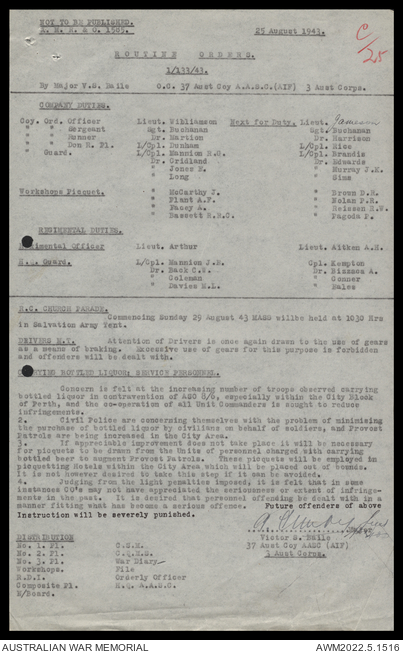 NOT TO BE PUBLISHED.
A. M. R. & O. 1505.
25 August 1943.
C/25
ROUTINE ORDERS.
1/133/43.
By Major V.S. Baile O.C. 37 Aust Coy A.A.S.C.(AIF) 3 Aust Corps.
COMPANY DUTIES.
Coy. Ord. Officer Lieut. Williamson Next for Duty. Lieut. Jameson
" " Sergeant Sgt. Buchanan Sgt. Buchanan
" " Runner Dr. Harrison
" " Don R. Pl. L/Cpl. Dunham L/Cpl. Rice
" Guard. L/Cpl. Mannion B.G. L/Cpl. Brandis
Dr. Gridland Dr. Edwards
" Jones E. " Murray J.K.
" Long " Sims
Workshops Picquet. " McCarthy J. " Brown D.H.
" Plant A.F. " Nolan P.R.
" Pacey A. " Reissen R.W.
" Bassett R.H.C. " Pagoda P.
REGIMENTAL DUTIES.
Regimental Officer Lieut. Arthur Lieut. Aitken A.H.
Guard. L/Cpl. Mannion J.R. Cpl. Kempton
Dr. Back C.W. Dr. Bizzaca A.
" Coleman " Conner
" Davies M.L. " Bales
R.C. CHURCH PARADE.
Commencing Sunday 29 August 43 MASS willbe held at 1030 Hrs
in Salvation Army Tent.
DRIVERS M.T. Attention of Drivers is once again drawn to the use of gears
as a means of braking. Excessive use of gears for this purpose is forbidden
and offenders will be dealt with.
BOTTLED LIQUOR SERVICE PERSONNEL.
Concern is felt at the increasing number of troops observed carrying
bottled liquor in contravention of ASC 6/6, especially within the City Block
of Perth, and the co-operation of all Unit Commanders is sought to reduce
infringements.
2. Civil Police are concerning themselves with the problem of minimising
the purchase of bottled liquor by civilians on behalf of soldiers, and Provost
Patrols are being increased in the City Area.
3. If appreciable improvement does not take place it will be necessary
for picquets to be drawn from the Units of personnel charged with carrying
bottled beer to augment Provost Patrols. These picquets will be employed in
picquetting Hotels within the City Area which will be placed out of bounds.
It is not however desired to take this step if it can be avoided.
4. Judging from the light penalties imposed, it is felt that in some
instances CO's may not have appreciated the seriousness or extent of infringe-
ments in the past. It is desired that personnel offending be dealt with in a
manner fitting what has become a serious offence. Future offenders of above
Instruction will be severely punished.
Victor S. Baile
37 Aust Coy AASC (AIF)
3 Aust Corps.
DISTRIBUTION
No. 1. Pl. C.S.M.
No. 2. Pl. C.Q.M.S.
No. 3. Pl. War Diary
Workshops. File
R.D.I. Orderly Officer
Composite Pl. H.Q. A.A.S.C.
N/Board.
AUSTRALIAN WAR MEMORIAL
AWM2022.5.1516